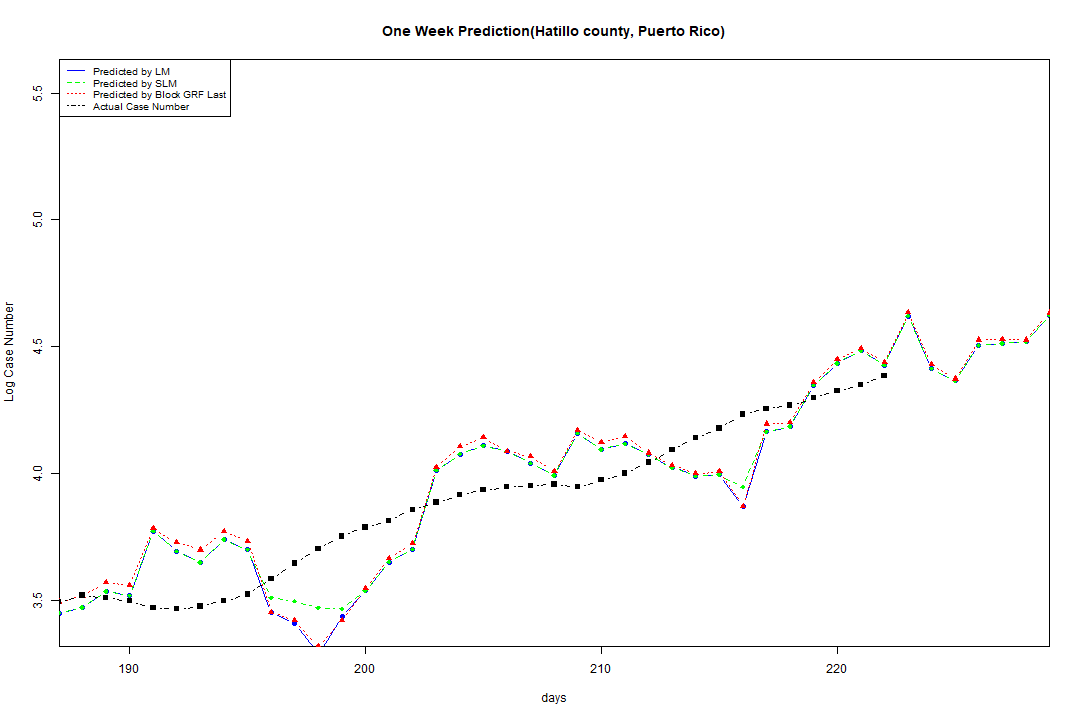 One Week Prediction(Hatillo county, Puerto Rico)
Predicted by LM
Predicted by SLM
Predicted by Block GRF Last
Actual Case Number
5.5
5.0
4.5
4.0
3.5
Log Case Number
190 200 210 220
days